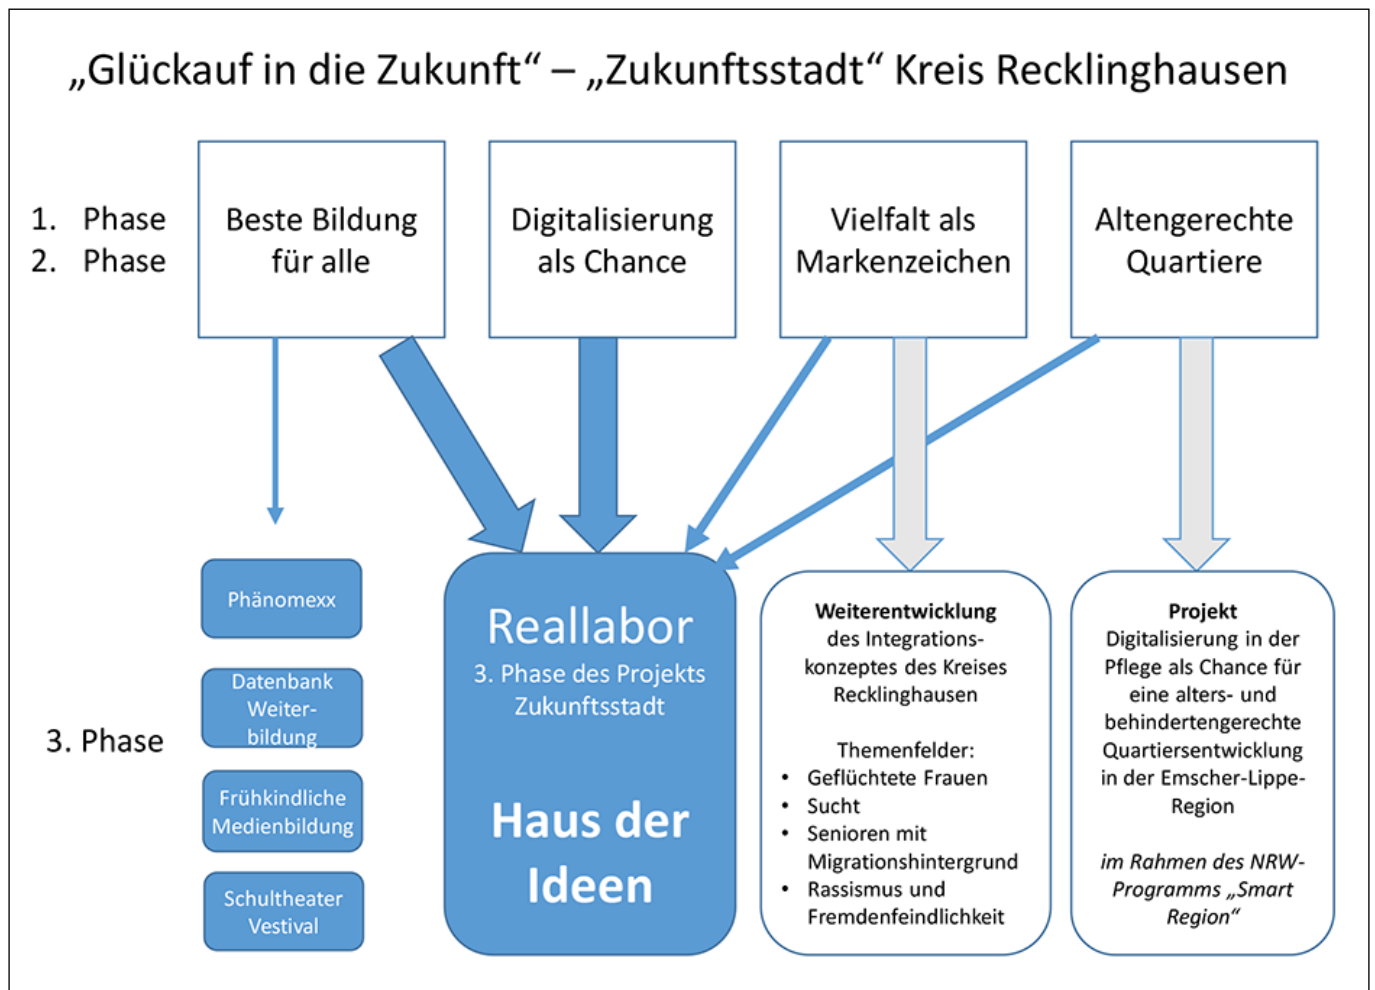 „Glückauf in die Zukunft“ – „Zukunftsstadt“ Kreis Recklinghausen
1. Phase
2. Phase
Beste Bildung
für alle
Digitalisierung
als Chance
Vielfalt als
Markenzeichen
Altengerechte
Quartiere
3. Phase
Phänomexx
Datenbank
Weiter-
bildung
Frühkindliche
Medienbildung
Schultheater
Vestival
Reallabor
3. Phase des Projekts
Zukunftsstadt
Haus der
Ideen
Weiterentwicklung
des Integrations-
konzeptes des Kreises
Recklinghausen
Themenfelder:
• Geflüchtete Frauen
• Sucht
• Senioren mit
Migrationshintergrund
• Rassismus und
Fremdenfeindlichkeit
Projekt
Digitalisierung in der
Pflege als Chance für
eine alters- und
behindertengerechte
Quartiersentwicklung
in der Emscher-Lippe-
Region
im Rahmen des NRW-
Programms „Smart
Region“